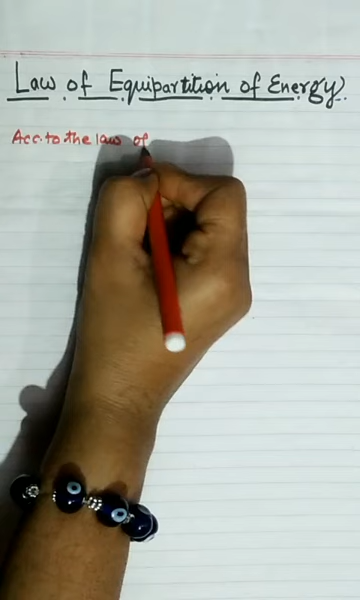 Law of Equipartition of Energy
Acc. to the law of